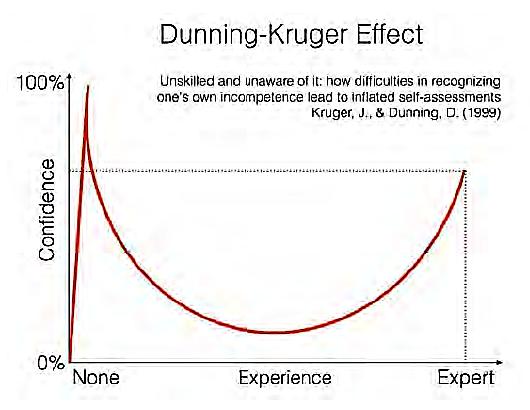 Dunning-Kruger Effect
100%
Unskilled and unaware of it: how difficulties in recognizing
one's own incompetence lead to inflated self-assessments
Kruger, J., & Dunning, D. (1999)
Confidence
0%
None
Experience
Expert